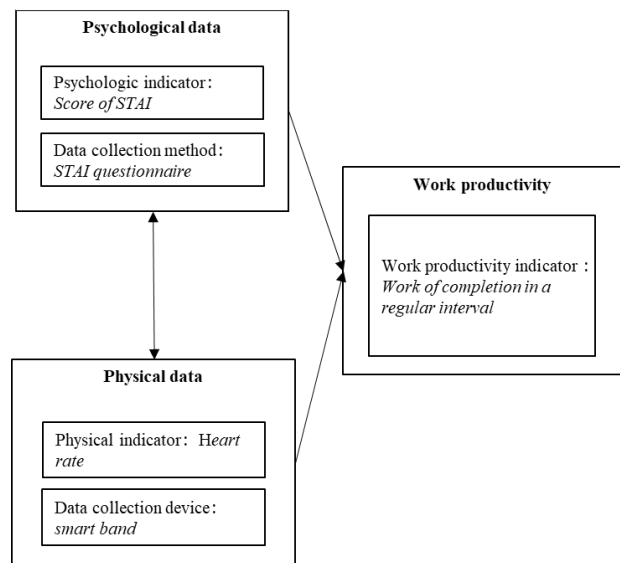 Psychological data
Psychologic indicator：
Score of STAI
Data collection method：
STAI questionnaire
Work productivity
Work productivity indicator：
Work of completion in a
regular interval
Physical data
Physical indicator：Heart
rate
Data collection device：
smart band